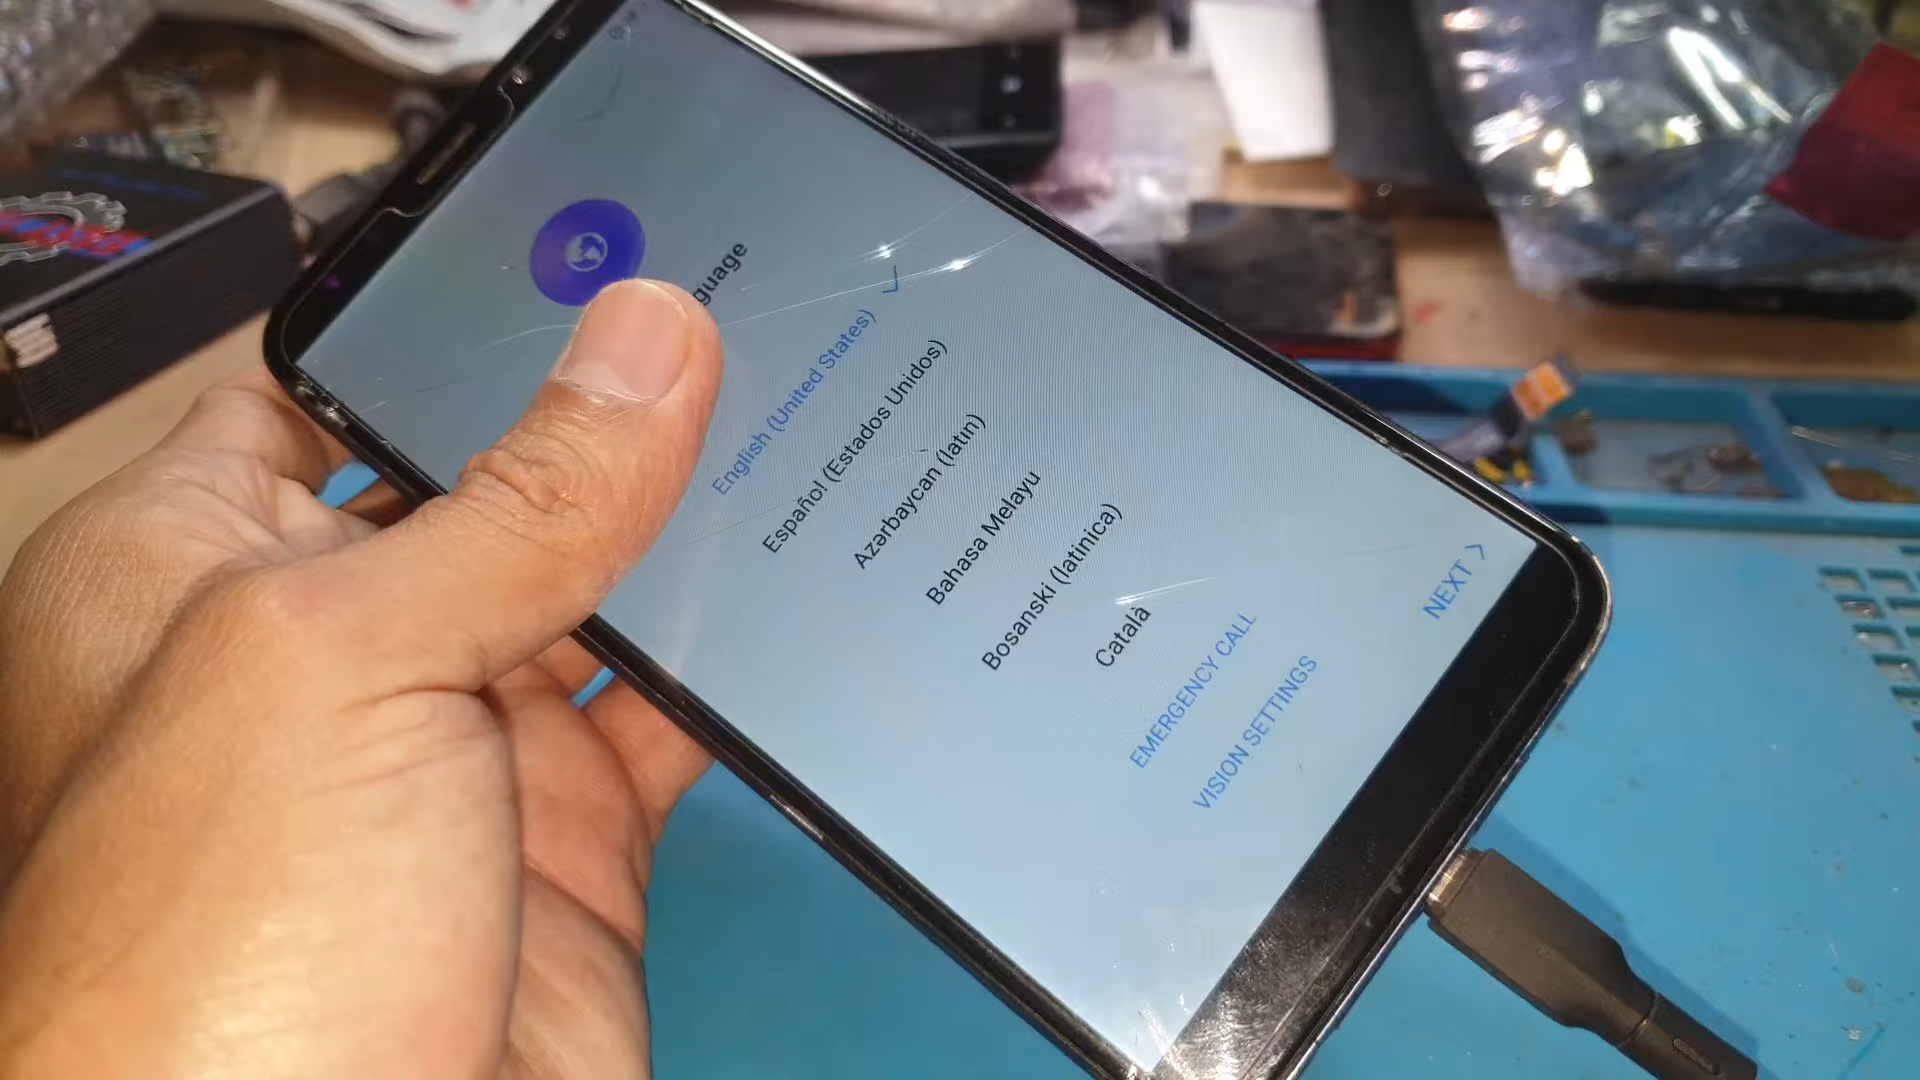 guage
English (United States)
Español (Estados Unidos)
Azərbaycan (latın)
Bahasa Melayu
Bosanski (latinica)
Català
EMERGENCY CALL
VISION SETTINGS
NEXT >